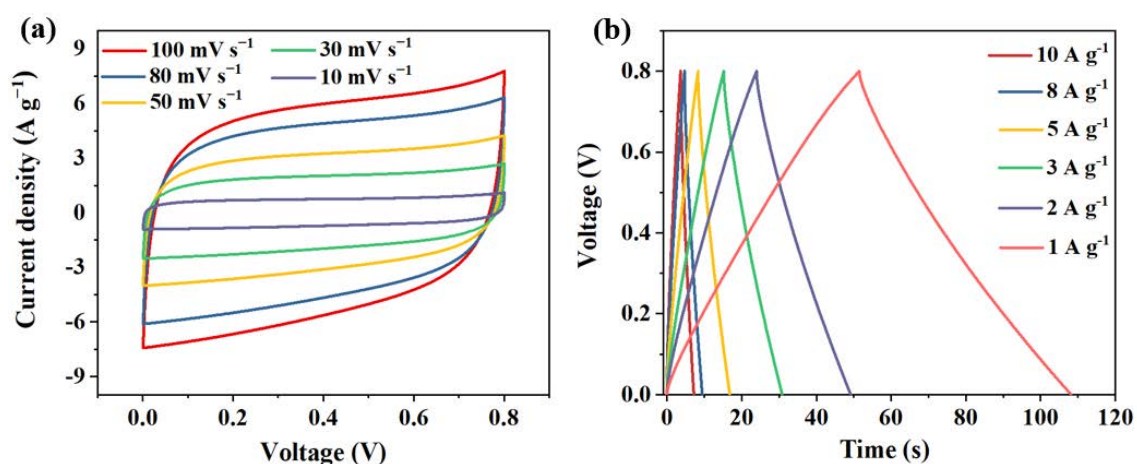 (a)
100 mV s⁻¹
80 mV s⁻¹
50 mV s⁻¹
30 mV s⁻¹
10 mV s⁻¹
Current density (A g⁻¹)
9
6
3
0
-3
-6
-9
0.0 0.2 0.4 0.6 0.8
Voltage (V)
(b)
10 A g⁻¹
8 A g⁻¹
5 A g⁻¹
3 A g⁻¹
2 A g⁻¹
1 A g⁻¹
Voltage (V)
0.8
0.6
0.4
0.2
0.0
0 20 40 60 80 100 120
Time (s)